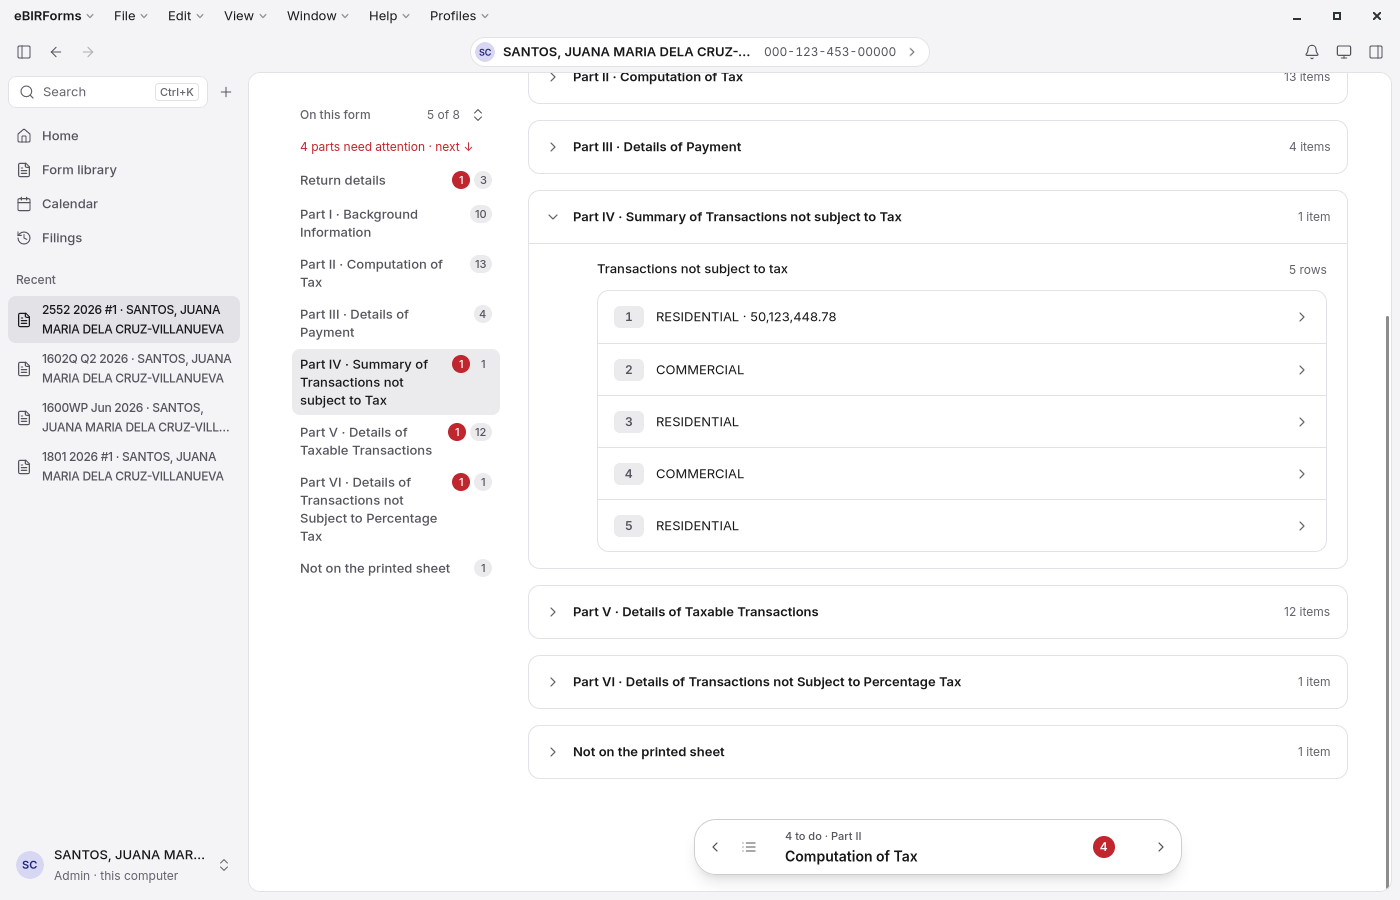 eBIRForms File Edit View Window Help Profiles
SC SANTOS, JUANA MARIA DELA CRUZ-... 000-123-453-00000
Search Ctrl+K
Home
Form library
Calendar
Filings
Recent
2552 2026 #1 · SANTOS, JUANA
MARIA DELA CRUZ-VILLANUEVA
1602Q Q2 2026 · SANTOS, JUANA
MARIA DELA CRUZ-VILLANUEVA
1600WP Jun 2026 · SANTOS,
JUANA MARIA DELA CRUZ-VILL...
1801 2026 #1 · SANTOS, JUANA
MARIA DELA CRUZ-VILLANUEVA
SC SANTOS, JUANA MAR...
Admin · this computer
On this form 5 of 8
4 parts need attention · next ↓
Return details 1 3
Part I · Background 10
Information
Part II · Computation of 13
Tax
Part III · Details of 4
Payment
Part IV · Summary of 1 1
Transactions not
subject to Tax
Part V · Details of 1 12
Taxable Transactions
Part VI · Details of 1 1
Transactions not
Subject to Percentage
Tax
Not on the printed sheet 1
Part II · Computation of Tax 13 items
Part III · Details of Payment 4 items
Part IV · Summary of Transactions not subject to Tax 1 item
Transactions not subject to tax 5 rows
1 RESIDENTIAL · 50,123,448.78
2 COMMERCIAL
3 RESIDENTIAL
4 COMMERCIAL
5 RESIDENTIAL
Part V · Details of Taxable Transactions 12 items
Part VI · Details of Transactions not Subject to Percentage Tax 1 item
Not on the printed sheet 1 item
4 to do · Part II
Computation of Tax 4